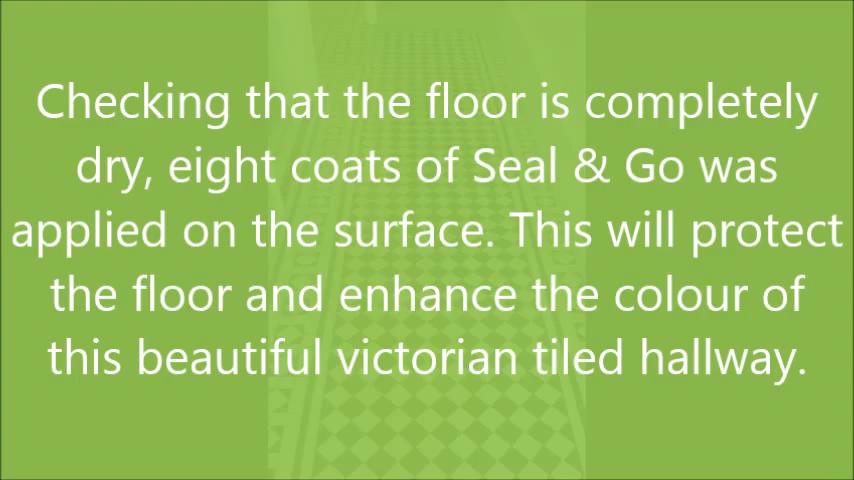 Checking that the floor is completely
dry, eight coats of Seal & Go was
applied on the surface. This will protect
the floor and enhance the colour of
this beautiful victorian tiled hallway.